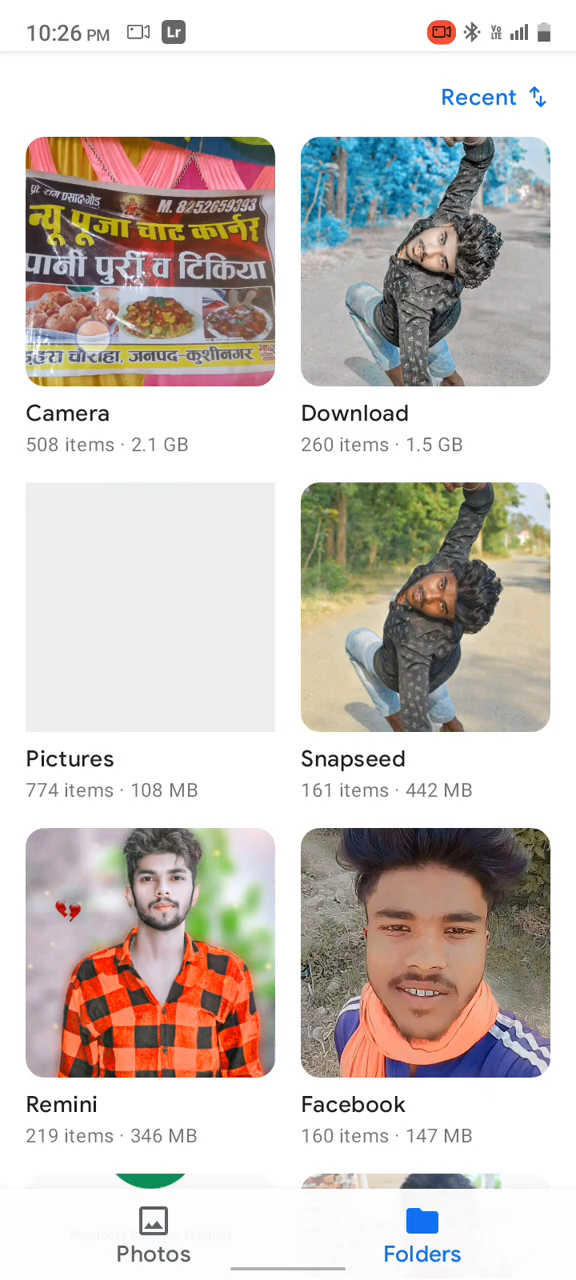 10:26 PM
Lr
Vo
LTE
Recent
प्रो. राम प्रसाद गोड़
M. 8252659393
न्यू पूजा चाट कार्नर
पानी पुरी व टिकिया
चौराहा, जनपद-कुशीनगर
Camera
Download
508 items · 2.1 GB
260 items · 1.5 GB
Pictures
Snapseed
774 items · 108 MB
161 items · 442 MB
Remini
Facebook
219 items · 346 MB
160 items · 147 MB
Photos
Folders